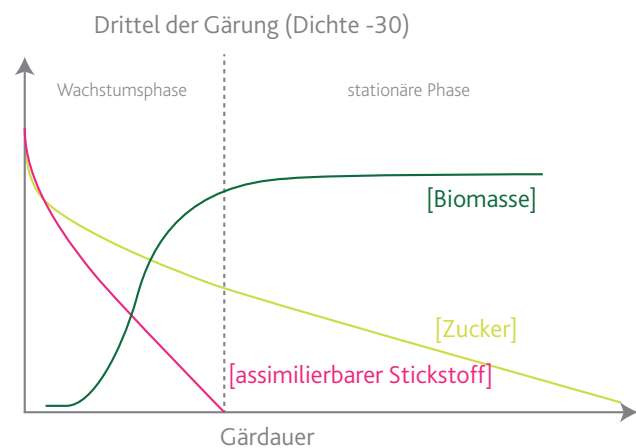 Drittel der Gärung (Dichte -30)
Wachstumsphase
stationäre Phase
[Biomasse]
[Zucker]
[assimilierbarer Stickstoff]
Gärdauer